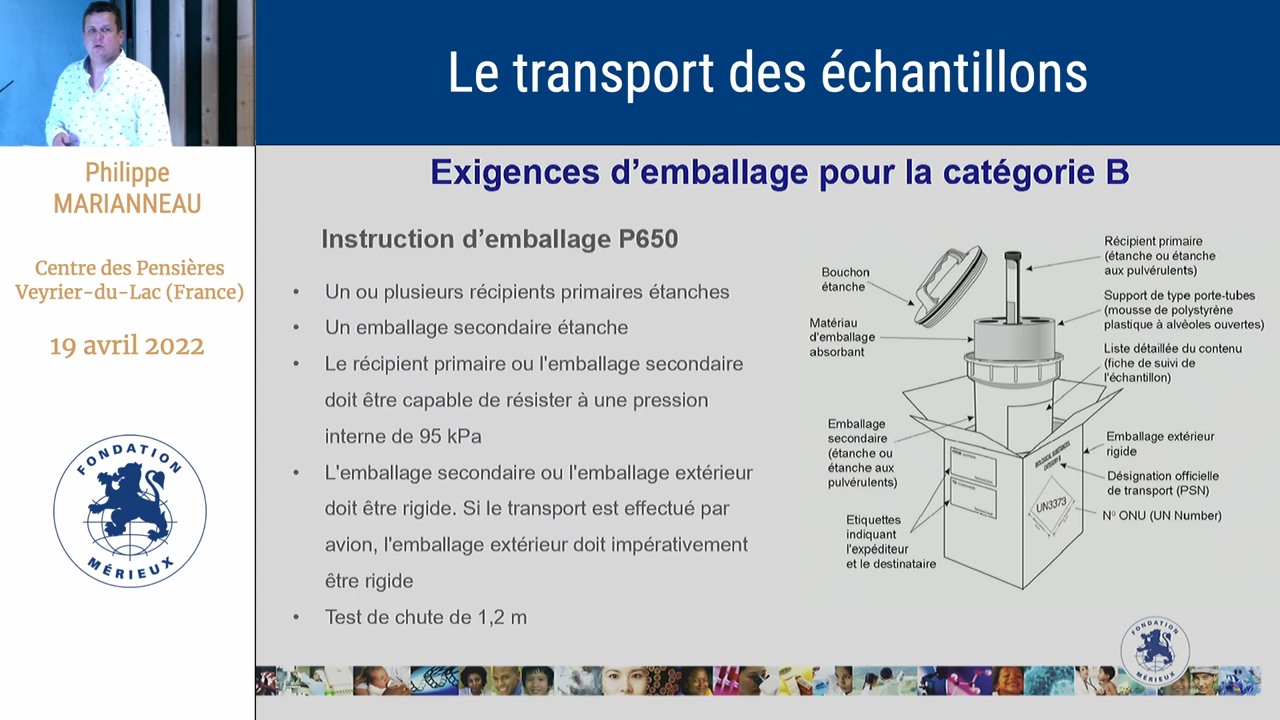 Le transport des échantillons
Philippe
MARIANNEAU
Centre des Pensières
Veyrier-du-Lac (France)
19 avril 2022
FONDATION
MÉRIEUX
Exigences d'emballage pour la catégorie B
Instruction d'emballage P650
• Un ou plusieurs récipients primaires étanches
• Un emballage secondaire étanche
• Le récipient primaire ou l'emballage secondaire
doit être capable de résister à une pression
interne de 95 kPa
• L'emballage secondaire ou l'emballage extérieur
doit être rigide. Si le transport est effectué par
avion, l'emballage extérieur doit impérativement
être rigide
• Test de chute de 1,2 m
Bouchon
étanche
Matériau
d'emballage
absorbant
Emballage
secondaire
(étanche ou
étanche aux
pulvérulents)
Etiquettes
indiquant
l'expéditeur
et le destinataire
Récipient primaire
(étanche ou étanche
aux pulvérulents)
Support de type porte-tubes
(mousse de polystyrène
plastique à alvèoles ouvertes)
Liste détaillée du contenu
(fiche de suivi de
l'échantillon)
Emballage extérieur
rigide
Désignation officielle
de transport (PSN)
N° ONU (UN Number)
UN3373
FONDATION
MÉRIEUX